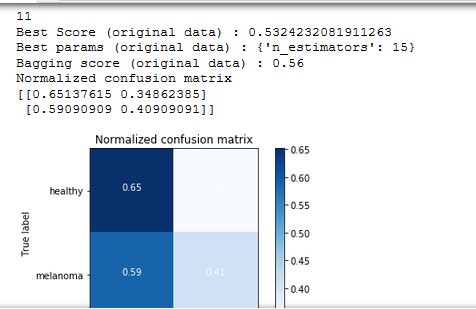 11
Best Score (original data) : 0.5324232081911263
Best params (original data) : {'n_estimators': 15}
Bagging score (original data) : 0.56
Normalized confusion matrix
[[0.65137615 0.34862385]
[0.59090909 0.40909091]]
Normalized confusion matrix
0.65
0.65
healthy
0.60
0.55
True label
0.50
melanoma
0.59
0.41
0.45
0.40